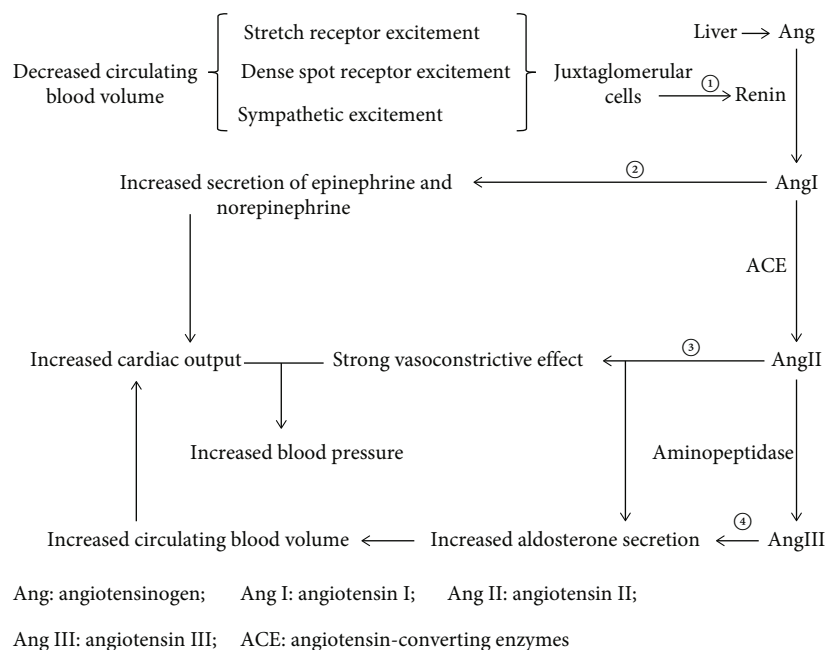 Stretch receptor excitement
Liver Ang
Decreased circulating
blood volume
Dense spot receptor excitement
Juxtaglomerular
cells
①
Renin
Sympathetic excitement
Increased secretion of epinephrine and
norepinephrine
②
AngI
ACE
Increased cardiac output
Strong vasoconstrictive effect
③
AngII
Increased blood pressure
Aminopeptidase
Increased circulating blood volume
Increased aldosterone secretion
④
AngIII
Ang: angiotensinogen; Ang I: angiotensin I; Ang II: angiotensin II;
Ang III: angiotensin III; ACE: angiotensin-converting enzymes